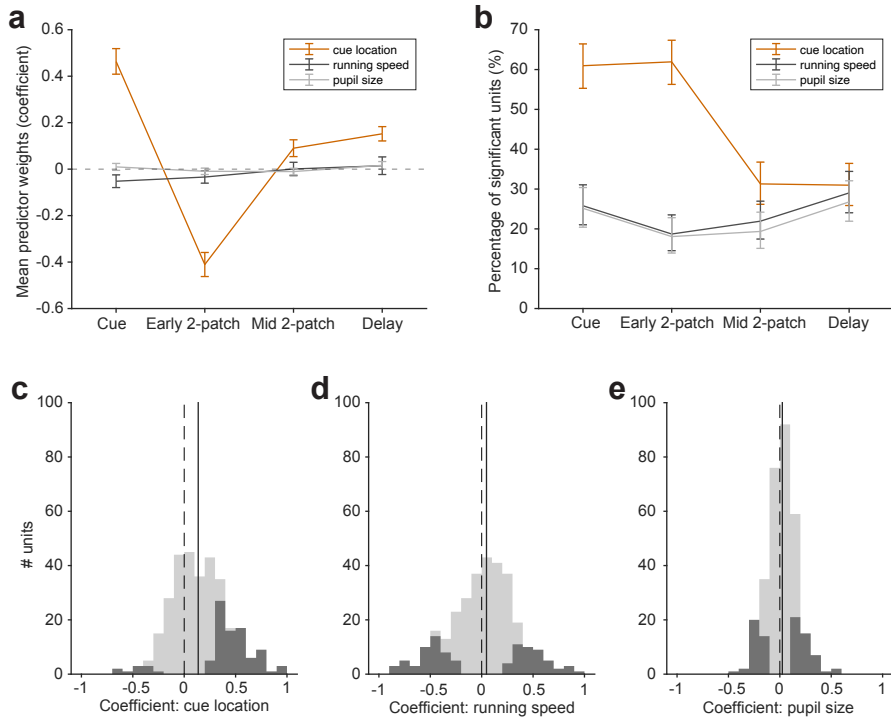 a
Mean predictor weights (coefficient)
0.6
0.4
0.2
0
-0.2
-0.4
-0.6
cue location
running speed
pupil size
Cue
Early 2-patch
Mid 2-patch
Delay
b
Percentage of significant units (%)
70
60
50
40
30
20
10
0
cue location
running speed
pupil size
Cue
Early 2-patch
Mid 2-patch
Delay
c
# units
100
80
60
40
20
0
-1
-0.5
0
0.5
1
Coefficient: cue location
d
100
80
60
40
20
0
-1
-0.5
0
0.5
1
Coefficient: running speed
e
100
80
60
40
20
0
-1
-0.5
0
0.5
1
Coefficient: pupil size